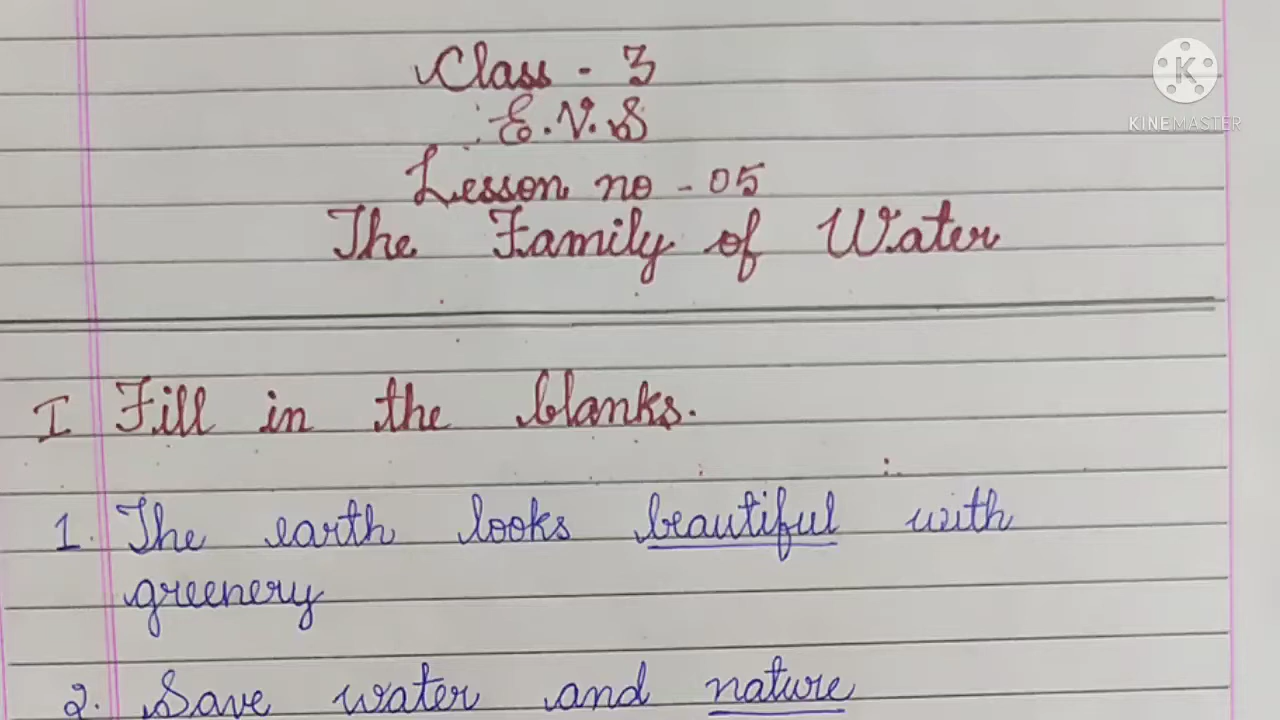 Class - 3
E.V.S
Lesson no - 05
The Family of Water
I Fill in the blanks.
1. The earth looks beautiful with
greenery
2. Save water and nature
K
KINEMASTER